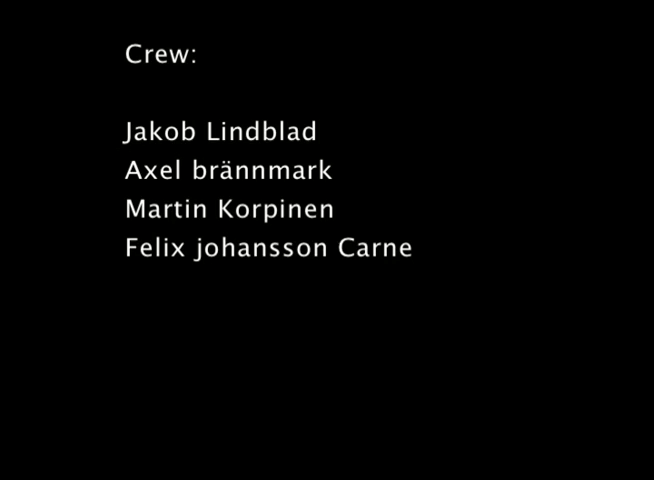 Crew:
Jakob Lindblad
Axel brännmark
Martin Korpinen
Felix johansson Carne